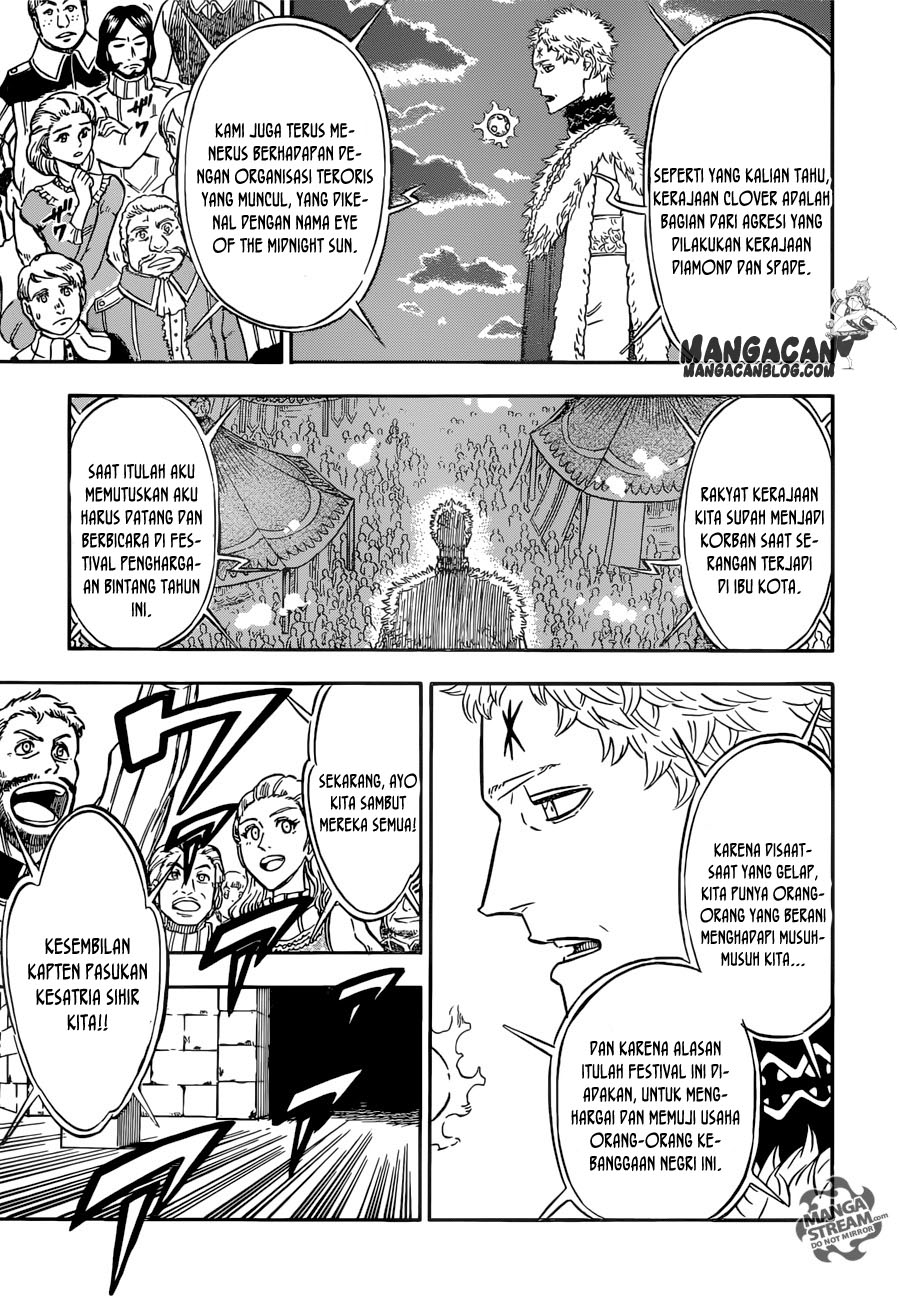 SEPERTI YANG KALIAN TAHU,
KERAJAAN CLOVER ADALAH
BAGIAN DARI AGRESI YANG
DILAKUKAN KERAJAAN
DIAMOND DAN SPADE.
KAMI JUGA TERUS ME-
NERUS BERHADAPAN DE-
NGAN ORGANISASI TERORIS
YANG MUNCUL, YANG DIKE-
NAL DENGAN NAMA EYE
OF THE MIDNIGHT SUN.
ザワ
ザワ
MANGACAN
MANGACANBLOG.COM
RAKYAT KERAJAAN
KITA SUDAH MENJADI
KORBAN SAAT SE-
RANGAN TERJADI
DI IBU KOTA.
SAAT ITULAH AKU
MEMUTUSKAN AKU
HARUS DATANG DAN
BERBICARA DI FES-
TIVAL PENGHARGA-
AN BINTANG TAHUN
INI.
KARENA DISAAT-
SAAT YANG GELAP,
KITA PUNYA ORANG-
ORANG YANG BERANI
MENGHADAPI MUSUH-
MUSUH KITA...
DAN KARENA ALASAN
ITULAH FESTIVAL INI DI-
ADAKAN, UNTUK MENG-
HARGAI DAN MEMUJI USAHA
ORANG-ORANG KE-
BANGGAAN NEGRI INI.
SEKARANG, AYO
KITA SAMBUT
MEREKA SEMUA!
KESEMBILAN
KAPTEN PASUKAN
KESATRIA SIHIR
KITA!!
MANGA
STREAM.com
DO NOT MIRROR